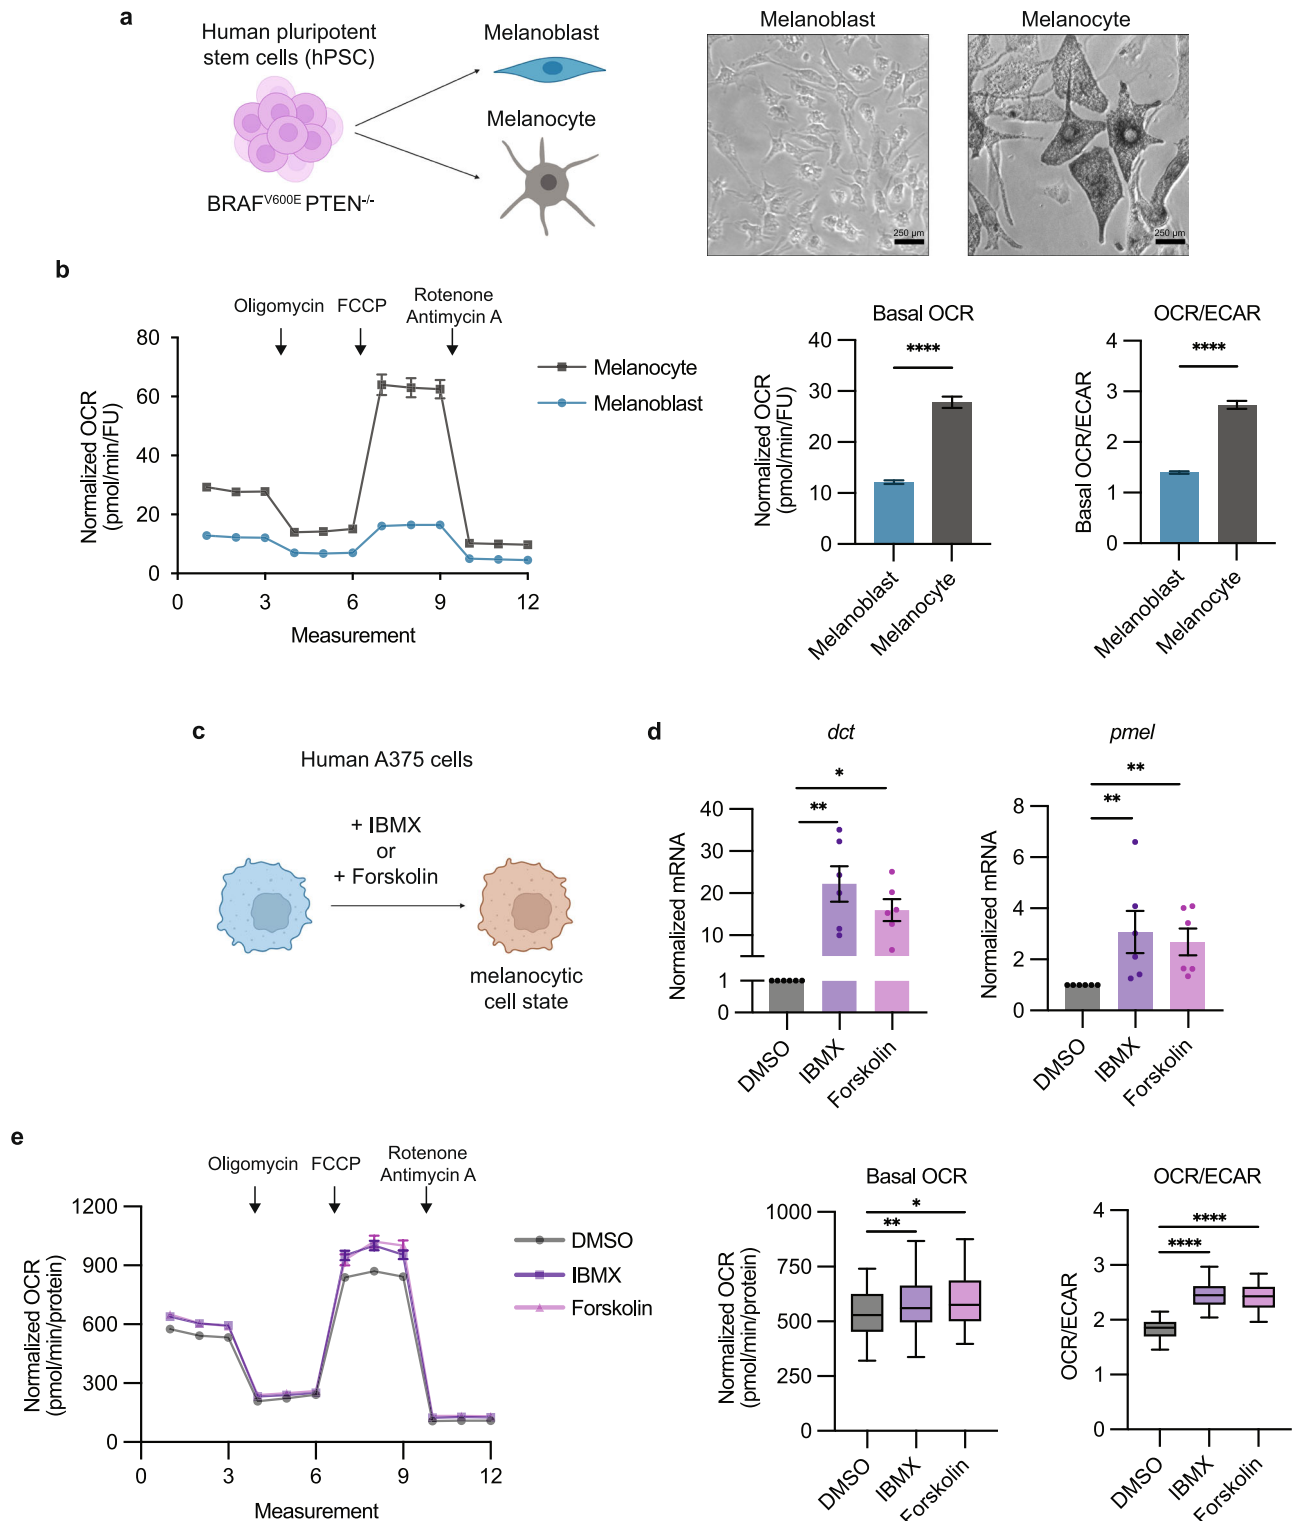 a
Human pluripotent
stem cells (hPSC)
BRAF^V600E PTEN^-/-
Melanoblast
Melanocyte
Melanoblast
250 µm
Melanocyte
250 µm
b
Oligomycin
FCCP
Rotenone
Antimycin A
Normalized OCR
(pmol/min/FU)
80
60
40
20
0
0 3 6 9 12
Measurement
Melanocyte
Melanoblast
Basal OCR
****
Normalized OCR
(pmol/min/FU)
40
30
20
10
0
Melanoblast
Melanocyte
OCR/ECAR
****
Basal OCR/ECAR
4
3
2
1
0
Melanoblast
Melanocyte
c
Human A375 cells
+ IBMX
or
+ Forskolin
melanocytic
cell state
d
dct
*
**
Normalized mRNA
40
30
20
10
1
0
DMSO
IBMX
Forskolin
pmel
**
**
Normalized mRNA
8
6
4
2
0
DMSO
IBMX
Forskolin
e
Oligomycin
FCCP
Rotenone
Antimycin A
Normalized OCR
(pmol/min/protein)
1200
900
600
300
0
0 3 6 9 12
Measurement
DMSO
IBMX
Forskolin
Basal OCR
*
**
Normalized OCR
(pmol/min/protein)
1000
750
500
250
0
DMSO
IBMX
Forskolin
OCR/ECAR
****
****
OCR/ECAR
4
3
2
1
0
DMSO
IBMX
Forskolin